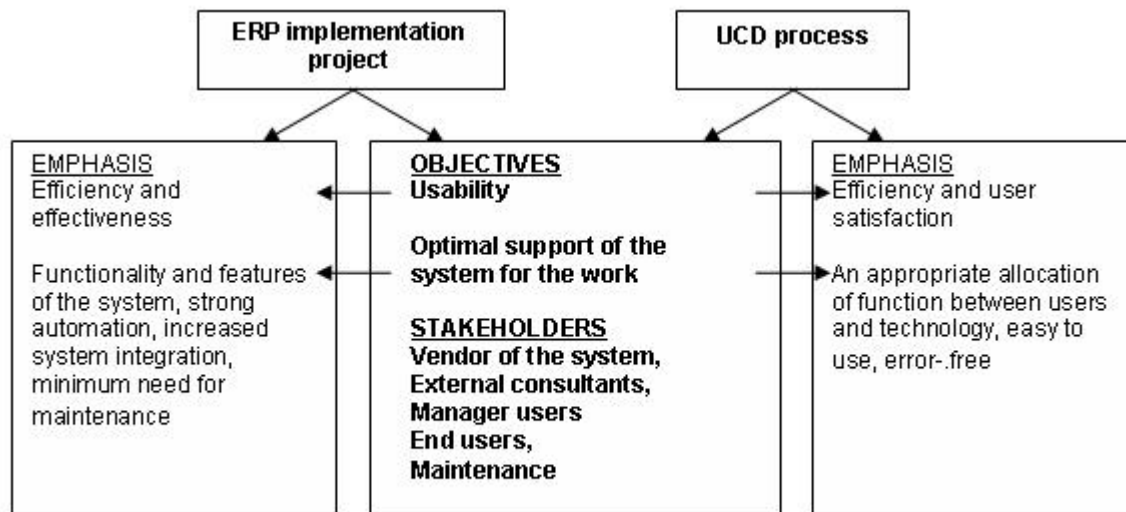 ERP implementation
project
UCD process
EMPHASIS
Efficiency and
effectiveness
Functionality and features
of the system, strong
automation, increased
system integration,
minimum need for
maintenance
OBJECTIVES
Usability
Optimal support of the
system for the work
STAKEHOLDERS
Vendor of the system,
External consultants,
Manager users
End users,
Maintenance
EMPHASIS
Efficiency and user
satisfaction
An appropriate allocation
of function between users
and technology, easy to
use, error-.free